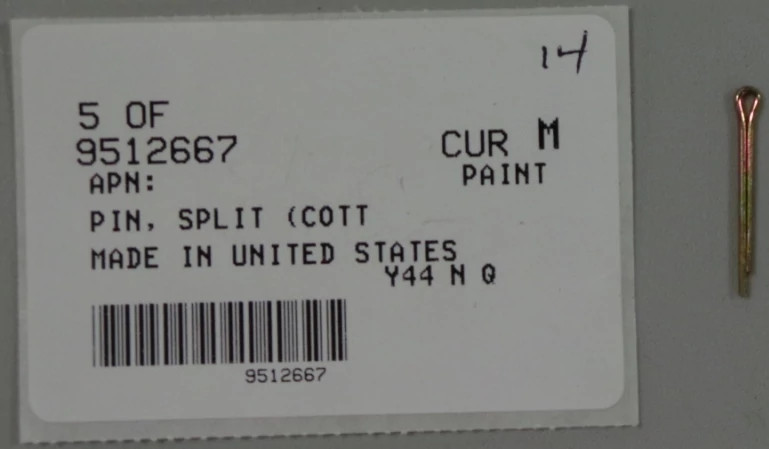 14
5 OF
9512667
CUR M
APN:
PAINT
PIN, SPLIT (COTT
MADE IN UNITED STATES
Y44 N Q
9512667